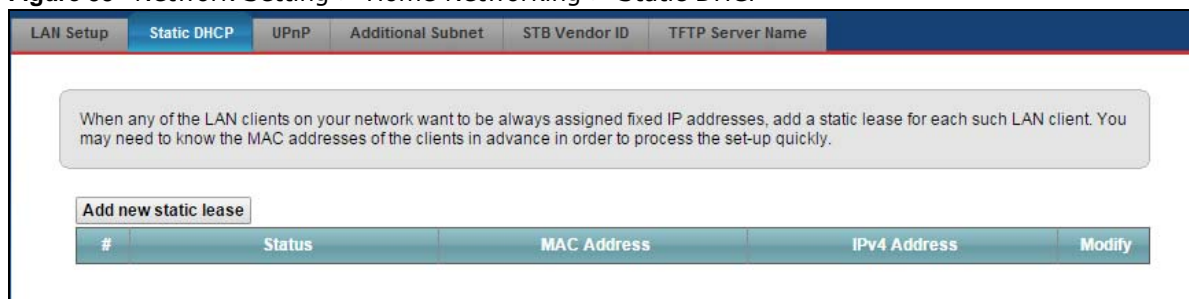 LAN Setup Static DHCP UPnP Additional Subnet STB Vendor ID TFTP Server Name
When any of the LAN clients on your network want to be always assigned fixed IP addresses, add a static lease for each such LAN client. You
may need to know the MAC addresses of the clients in advance in order to process the set-up quickly.
Add new static lease
# Status MAC Address IPv4 Address Modify